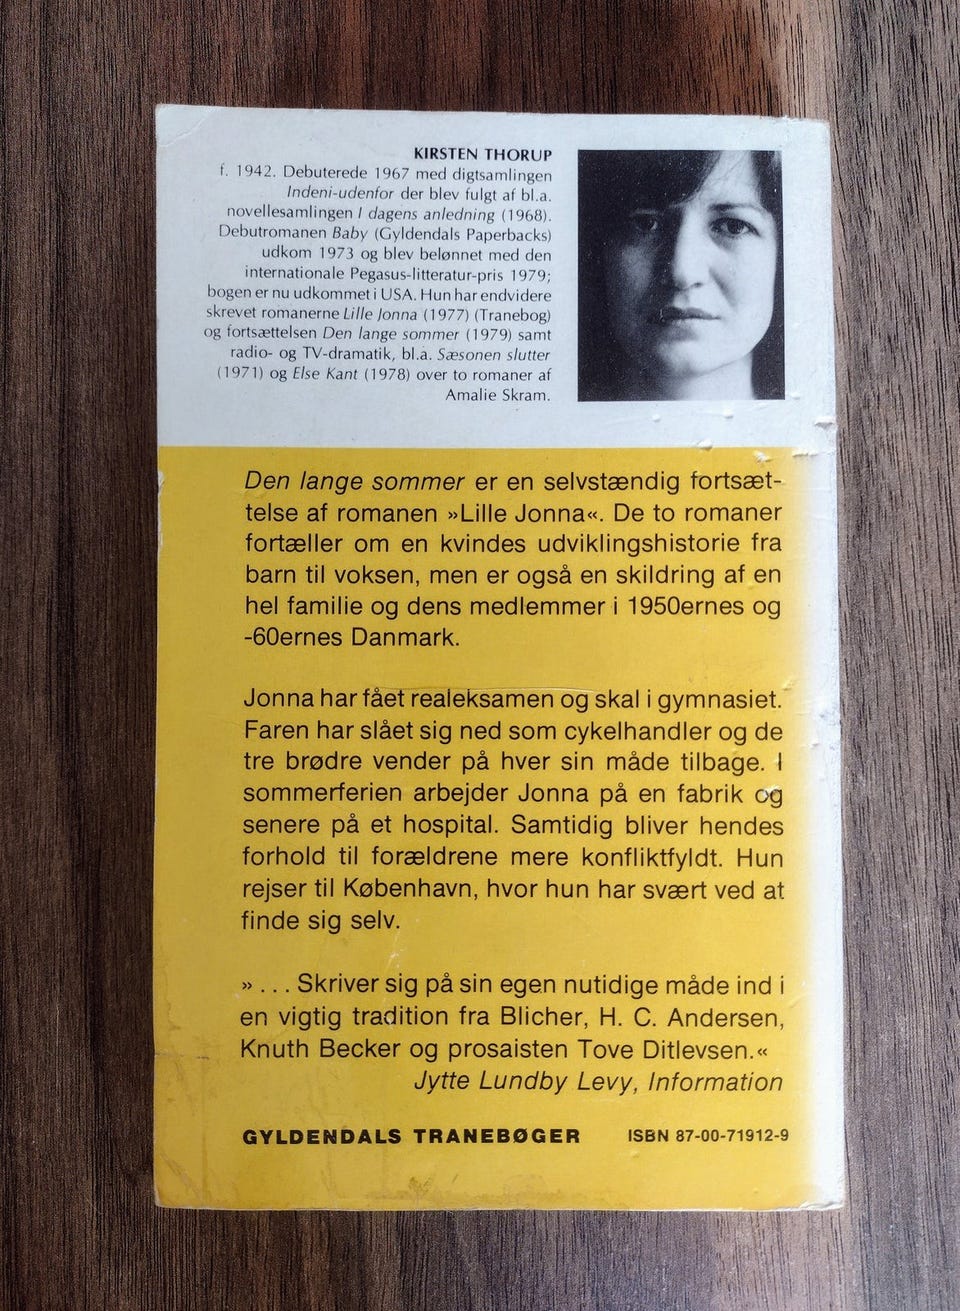 KIRSTEN THORUP
f. 1942. Debuterede 1967 med digtsamlingen
Indeni-udenfor der blev fulgt af bl.a.
novellesamlingen I dagens anledning (1968).
Debutromanen Baby (Gyldendals Paperbacks)
udkom 1973 og blev belønnet med den
internationale Pegasus-litteratur-pris 1979;
bogen er nu udkommet i USA. Hun har endvidere
skrevet romanerne Lille Jonna (1977) (Tranebog)
og fortsættelsen Den lange sommer (1979) samt
radio- og TV-dramatik, bl.a. Sæsonen slutter
(1971) og Else Kant (1978) over to romaner af
Amalie Skram.
Den lange sommer er en selvstændig fortsæt-
telse af romanen »Lille Jonna«. De to romaner
fortæller om en kvindes udviklingshistorie fra
barn til voksen, men er også en skildring af en
hel familie og dens medlemmer i 1950ernes og
-60ernes Danmark.
Jonna har fået realeksamen og skal i gymnasiet.
Faren har slået sig ned som cykelhandler og de
tre brødre vender på hver sin måde tilbage. I
sommerferien arbejder Jonna på en fabrik og
senere på et hospital. Samtidig bliver hendes
forhold til forældrene mere konfliktfyldt. Hun
rejser til København, hvor hun har svært ved at
finde sig selv.
» . . . Skriver sig på sin egen nutidige måde ind i
en vigtig tradition fra Blicher, H. C. Andersen,
Knuth Becker og prosaisten Tove Ditlevsen.«
Jytte Lundby Levy, Information
GYLDENDALS TRANEBØGER ISBN 87-00-71912-9